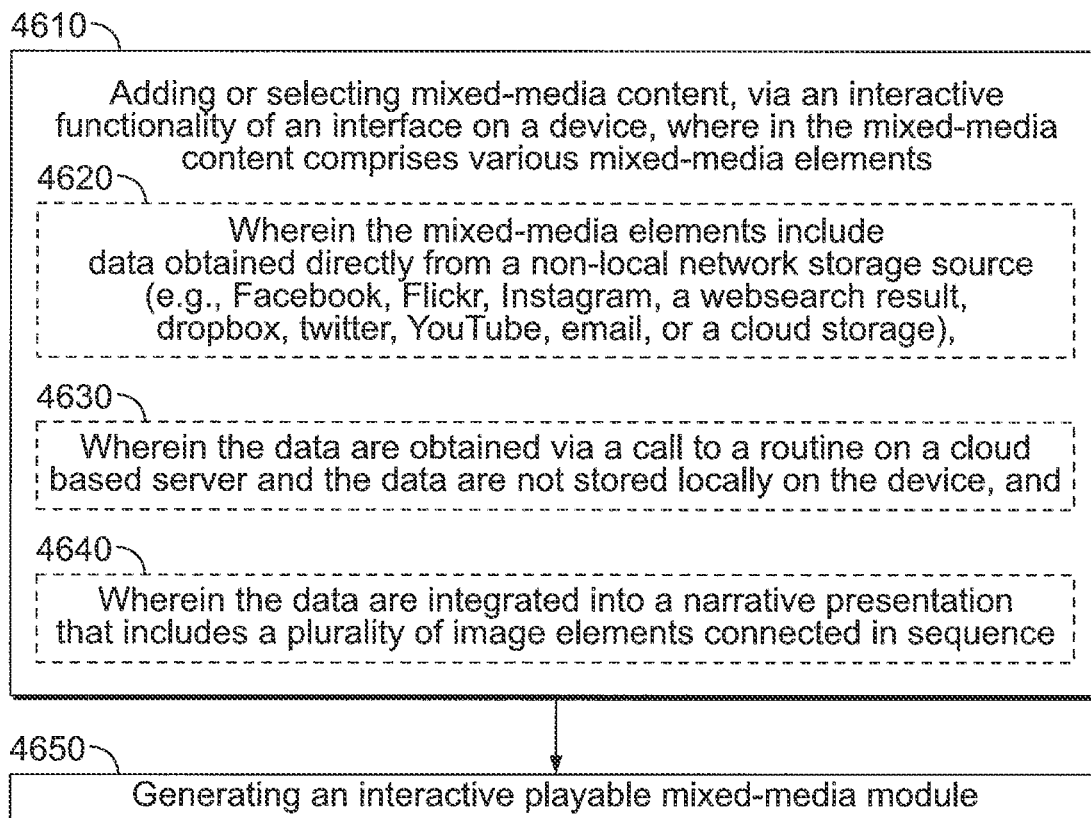 4610
Adding or selecting mixed-media content, via an interactive
functionality of an interface on a device, where in the mixed-media
content comprises various mixed-media elements
4620
Wherein the mixed-media elements include
data obtained directly from a non-local network storage source
(e.g., Facebook, Flickr, Instagram, a websearch result,
dropbox, twitter, YouTube, email, or a cloud storage),
4630
Wherein the data are obtained via a call to a routine on a cloud
based server and the data are not stored locally on the device, and
4640
Wherein the data are integrated into a narrative presentation
that includes a plurality of image elements connected in sequence
4650
Generating an interactive playable mixed-media module